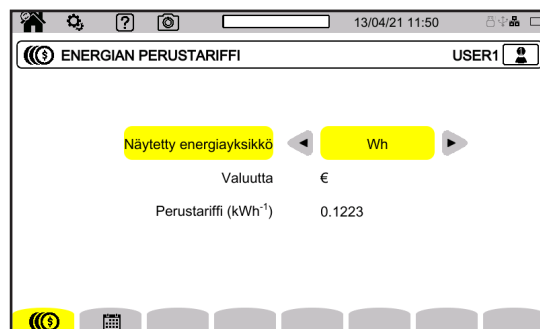 13/04/21 11:50
ENERGIAN PERUSTARIFFI USER1
Näytetty energiayksikkö Wh
Valuutta €
Perustariffi (kWh⁻¹) 0.1223